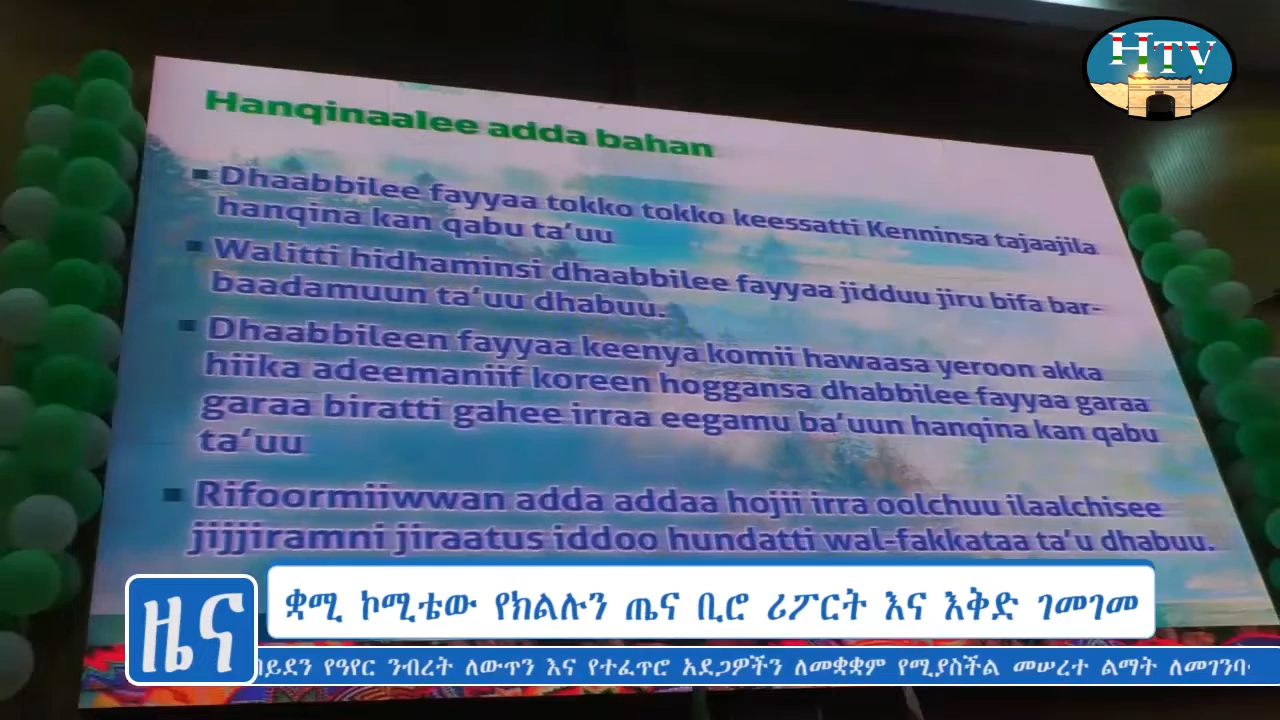 HTV
Hanqinaalee adda bahan
Dhaabbilee fayyaa tokko tokko keessatti Kenninsa tajaajila
hanqina kan qabu ta'uu
Walitti hidhaminsi dhaabbilee fayyaa jidduu jiru bifa bar-
baadamuun ta'uu dhabuu.
Dhaabbileen fayyaa keenya komii hawaasa yeroon akka
hiika adeemaniif koreen hoggansa dhabbilee fayyaa garaa
garaa biratti gahee irraa eegamu ba'uun hanqina kan qabu
ta'uu
Rifoormiiwwan adda addaa hojii irra oolchuu ilaalchisee
jijjiramni jiraatus iddoo hundatti wal-fakkataa ta'u dhabuu.
ዜና
ቋሚ ኮሚቴው የክልሉን ጤና ቢሮ ሪፖርት እና እቅድ ገመገመ
የዓየር ንብረት ለውጥን እና የተፈጥሮ አደጋዎችን ለመቋቋም የሚያስችል መሠረተ ልማት